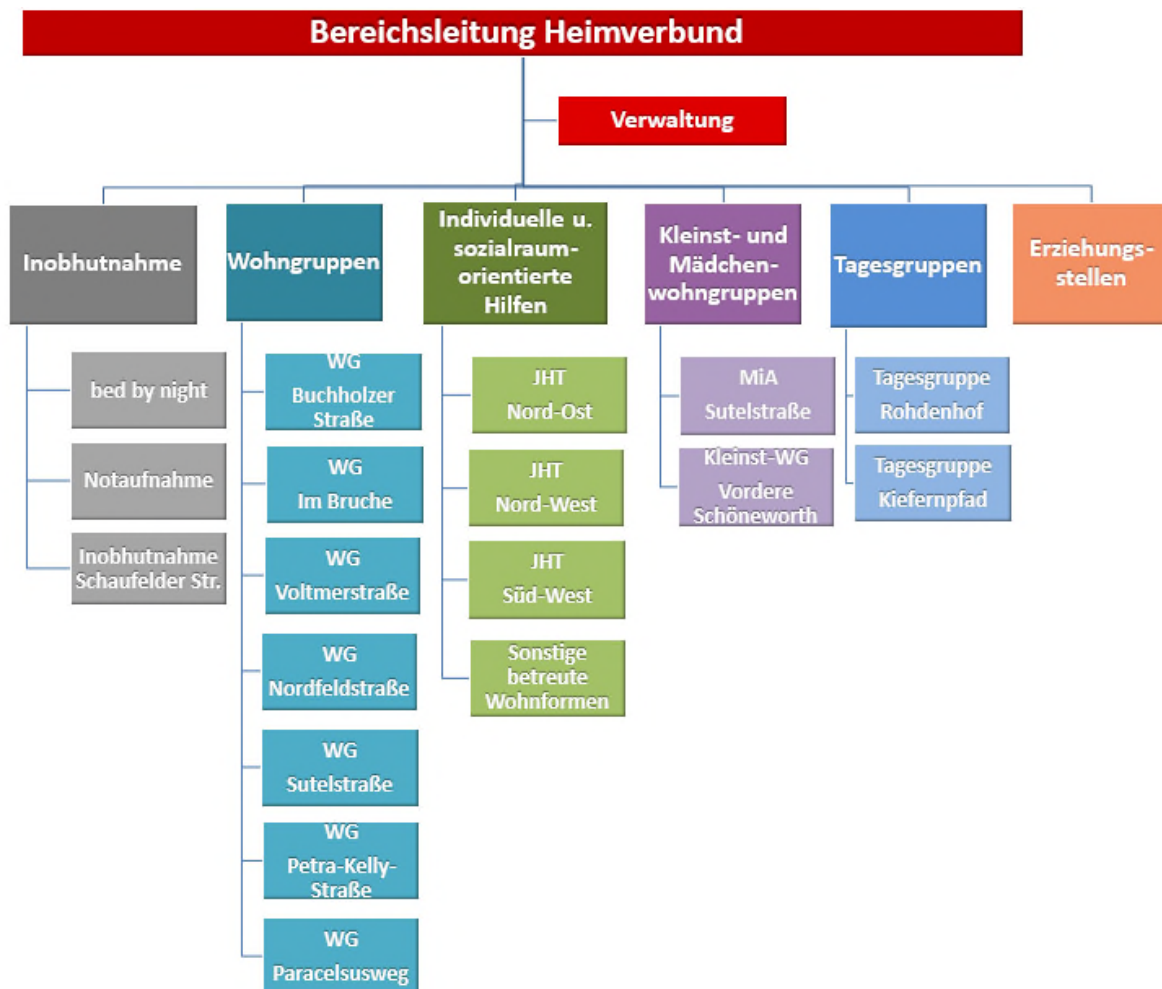 Bereichsleitung Heimverbund
Verwaltung
Inobhutnahme
bed by night
Notaufnahme
Inobhutnahme
Schaufelder Str.
Wohngruppen
WG
Buchholzer
Straße
WG
Im Bruche
WG
Voltmerstraße
WG
Nordfeldstraße
WG
Sutelstraße
WG
Petra-Kelly-
Straße
WG
Paracelsusweg
Individuelle u.
sozialraum-
orientierte
Hilfen
JHT
Nord-Ost
JHT
Nord-West
JHT
Süd-West
Sonstige
betreute
Wohnformen
Kleinst- und
Mädchen-
wohngruppen
MiA
Sutelstraße
Kleinst-WG
Vordere
Schöneworth
Tagesgruppen
Tagesgruppe
Rohdenhof
Tagesgruppe
Kiefernpfad
Erziehungs-
stellen